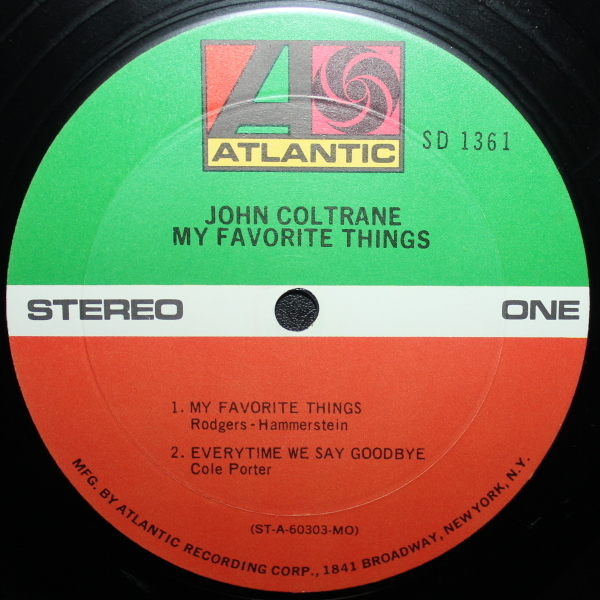 ATLANTIC
SD 1361
JOHN COLTRANE
MY FAVORITE THINGS
STEREO
ONE
1. MY FAVORITE THINGS
Rodgers - Hammerstein
2. EVERYTIME WE SAY GOODBYE
Cole Porter
(ST-A-60303-MO)
MFG. BY ATLANTIC RECORDING CORP., 1841 BROADWAY, NEW YORK, N.Y.